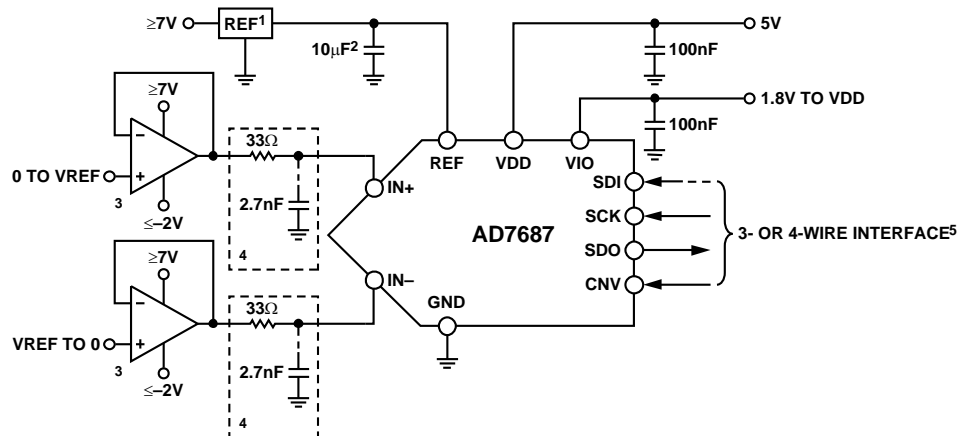 ≥7V
REF¹
10μF²
5V
100nF
1.8V TO VDD
100nF
≥7V
−
+
0 TO VREF
3
≤–2V
33Ω
2.7nF
4
REF
VDD
VIO
IN+
SDI
SCK
AD7687
SDO
CNV
3- OR 4-WIRE INTERFACE⁵
IN–
GND
≥7V
−
+
VREF TO 0
3
≤–2V
33Ω
2.7nF
4